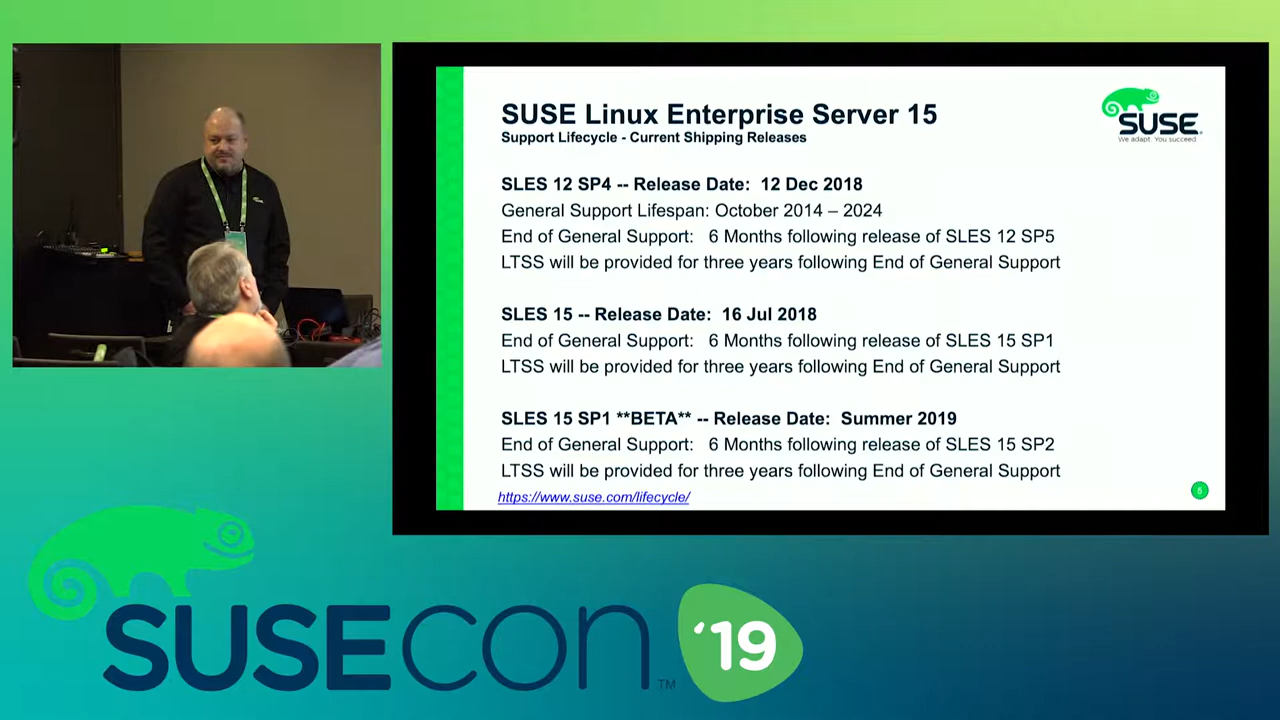 SUSE Linux Enterprise Server 15
Support Lifecycle - Current Shipping Releases
SUSE
We adapt. You succeed.
SLES 12 SP4 -- Release Date: 12 Dec 2018
General Support Lifespan: October 2014 – 2024
End of General Support: 6 Months following release of SLES 12 SP5
LTSS will be provided for three years following End of General Support
SLES 15 -- Release Date: 16 Jul 2018
End of General Support: 6 Months following release of SLES 15 SP1
LTSS will be provided for three years following End of General Support
SLES 15 SP1 **BETA** -- Release Date: Summer 2019
End of General Support: 6 Months following release of SLES 15 SP2
LTSS will be provided for three years following End of General Support
https://www.suse.com/lifecycle/
5
SUSECON™ '19